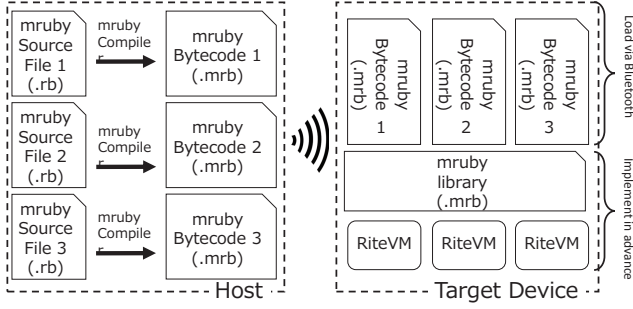 mruby
Source
File 1
(.rb)
mruby
Compile
r
mruby
Bytecode 1
(.mrb)
mruby
Source
File 2
(.rb)
mruby
Compile
r
mruby
Bytecode 2
(.mrb)
mruby
Source
File 3
(.rb)
mruby
Compile
r
mruby
Bytecode 3
(.mrb)
Host
mruby
Bytecode
(.mrb)
1
mruby
Bytecode
(.mrb)
2
mruby
Bytecode
(.mrb)
3
mruby
library
(.mrb)
RiteVM
RiteVM
RiteVM
Target Device
Load via Bluetooth
Implement in advance